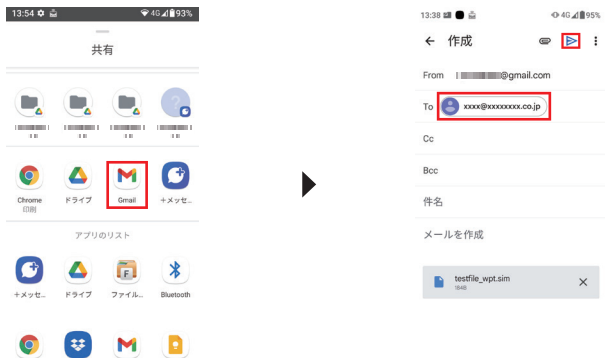 13:54
4G 93%
共有
Chrome
印刷
ドライブ
Gmail
+メッセ...
アプリのリスト
+メッセ...
ドライブ
ファイル...
Bluetooth
13:38
4G 95%
作成
From
@gmail.com
To
xxxx@xxxxxxxx.co.jp
Cc
Bcc
件名
メールを作成
testfile_wpt.sim
184B